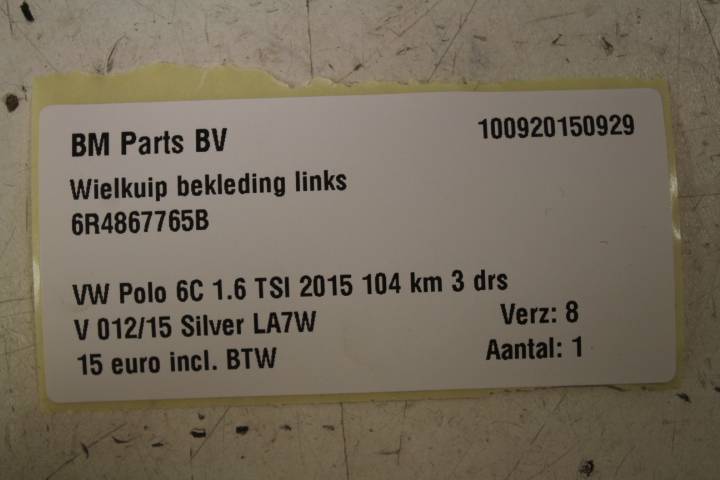 BM Parts BV 100920150929
Wielkuip bekleding links
6R4867765B
VW Polo 6C 1.6 TSI 2015 104 km 3 drs
V 012/15 Silver LA7W Verz: 8
15 euro incl. BTW Aantal: 1